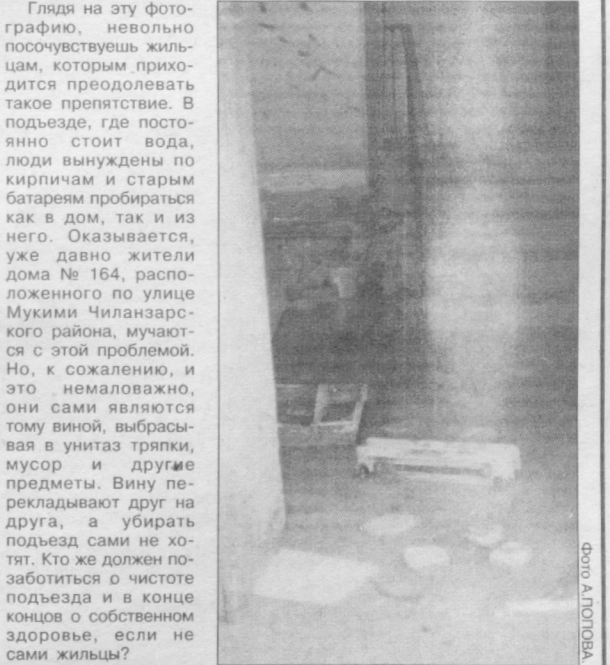 Глядя на эту фото-
графию, невольно
посочувствуешь жиль-
цам, которым прихо-
дится преодолевать
такое препятствие. В
подъезде, где посто-
янно стоит вода,
люди вынуждены по
кирпичам и старым
батареям пробираться
как в дом, так и из
него. Оказывается,
уже давно жители
дома № 164, распо-
ложенного по улице
Мукими Чиланзарс-
кого района, мучают-
ся с этой проблемой.
Но, к сожалению, и
это немаловажно,
они сами являются
тому виной, выбрасы-
вая в унитаз тряпки,
мусор и другие
предметы. Вину пе-
рекладывают друг на
друга, а убирать
подъезд сами не хо-
тят. Кто же должен по-
заботиться о чистоте
подъезда и в конце
концов о собственном
здоровье, если не
сами жильцы?
Фото А.ПОПОВА.